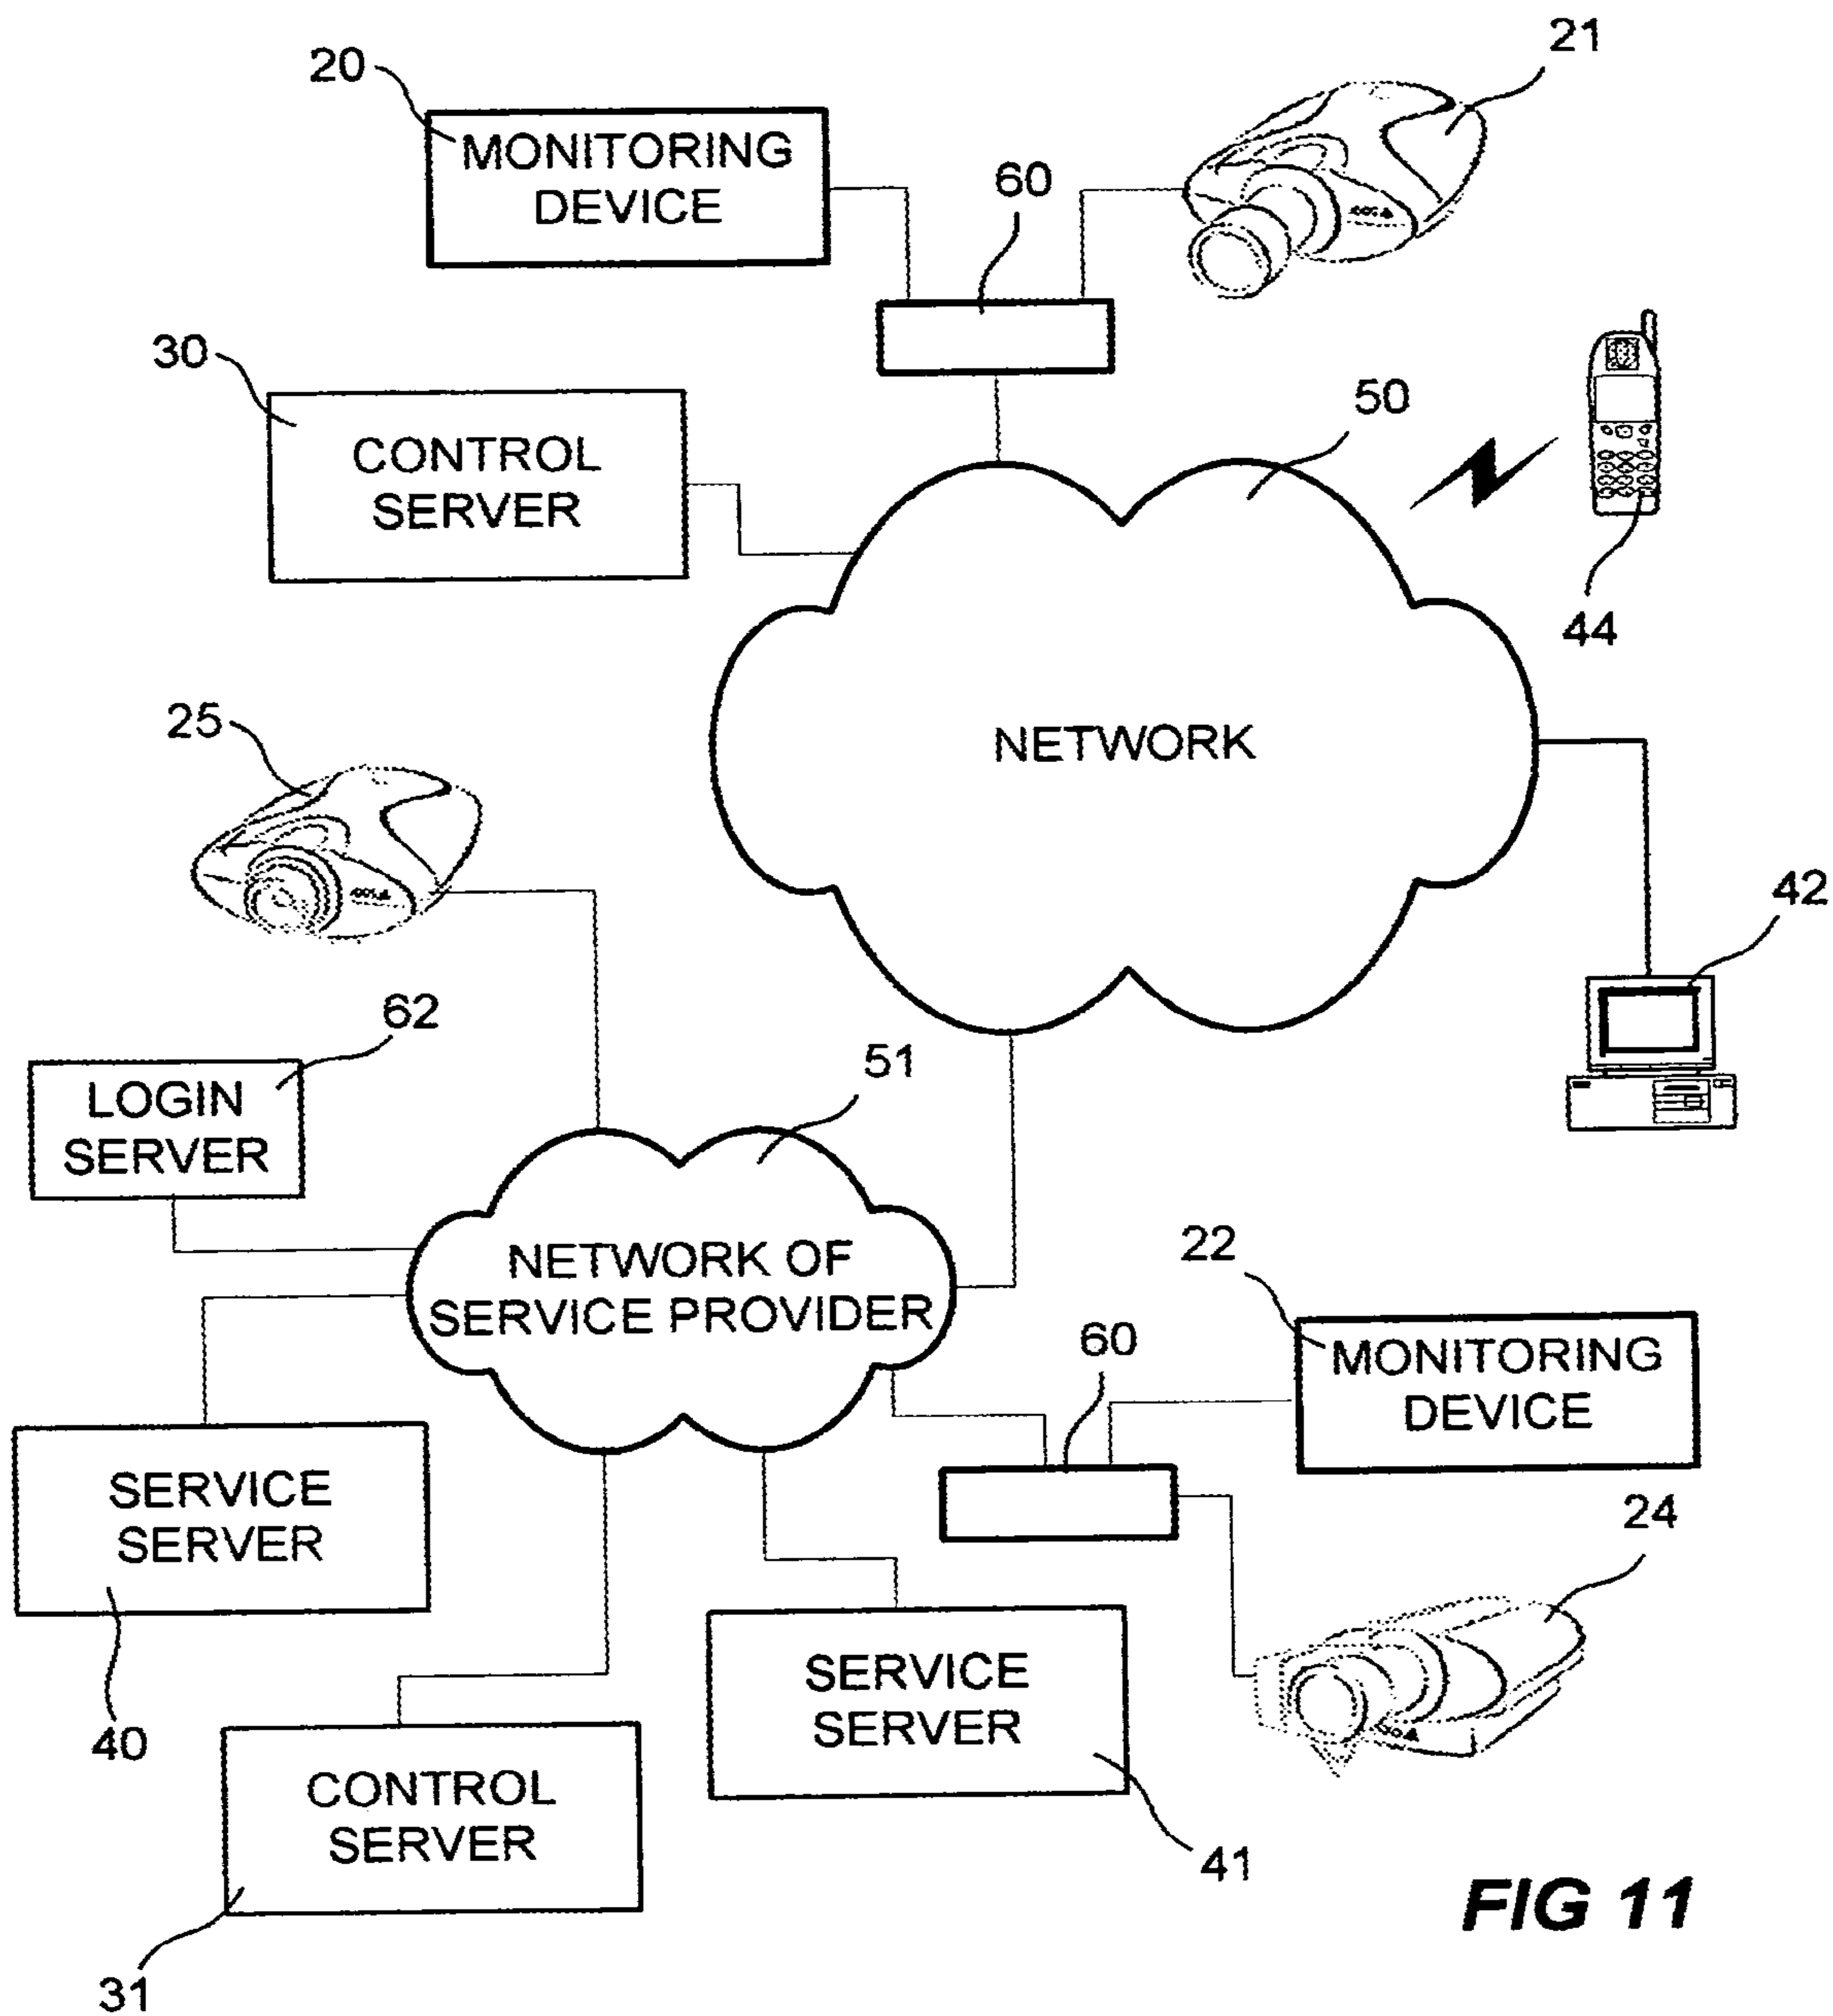 20
MONITORING
DEVICE
21
60
30
CONTROL
SERVER
50
44
NETWORK
25
42
62
LOGIN
SERVER
51
NETWORK OF
SERVICE PROVIDER
22
MONITORING
DEVICE
60
SERVICE
SERVER
40
24
SERVICE
SERVER
41
CONTROL
SERVER
31
FIG 11